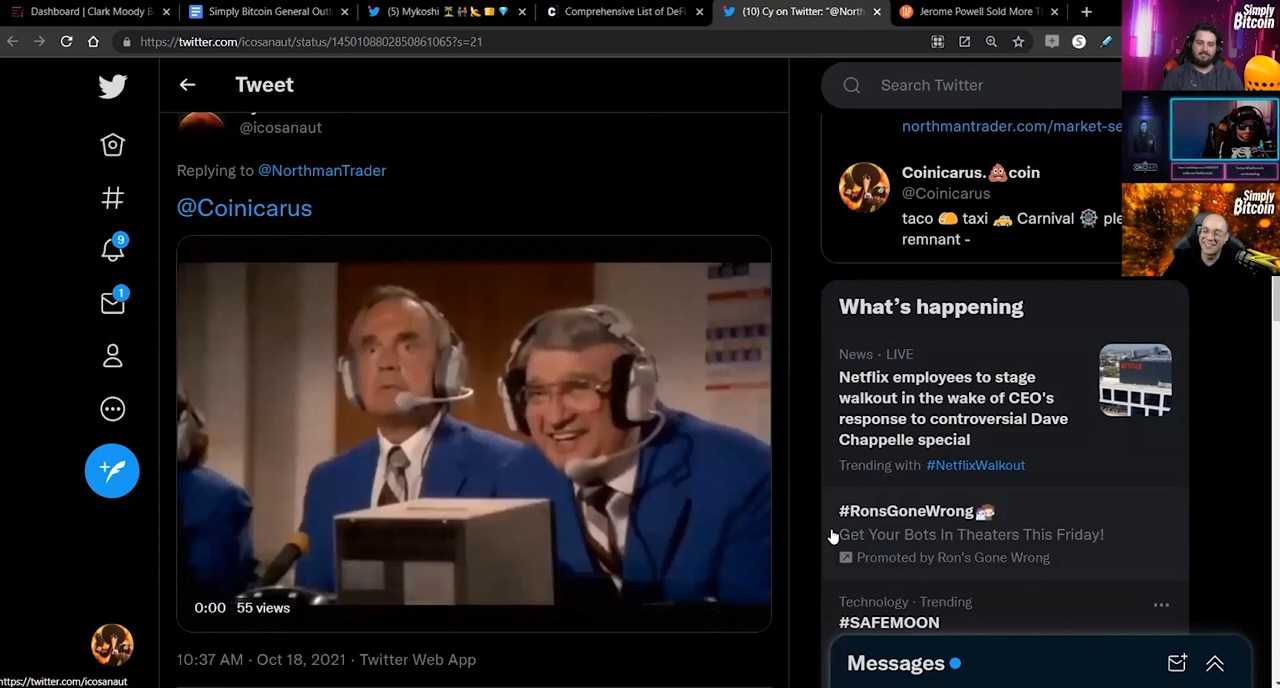 Dashboard | Clark Moody B
Simply Bitcoin General Outl
(5) Mykoshi
Comprehensive List of DeFi
(10) Cy on Twitter: "@North
Jerome Powell Sold More T
https://twitter.com/icosanaut/status/1450108802850861065?s=21
Simply
Bitcoin
Tweet
Search Twitter
@icosanaut
northmantrader.com/market-se
Replying to @NorthmanTrader
Coinicarus.💩coin
@Coinicarus
@Coinicarus
taco 🌮 taxi 🚕 Carnival 🎡 ple
remnant -
Simply
Bitcoin
9
1
What's happening
News · LIVE
Netflix employees to stage
walkout in the wake of CEO's
response to controversial Dave
Chappelle special
NETFLIX
Trending with #NetflixWalkout
#RonsGoneWrong
Get Your Bots In Theaters This Friday!
Promoted by Ron's Gone Wrong
Technology · Trending
#SAFEMOON
0:00 55 views
10:37 AM · Oct 18, 2021 · Twitter Web App
Messages
https://twitter.com/icosanaut